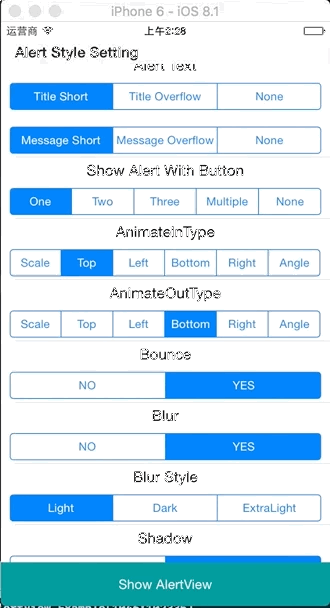 iPhone 6 - iOS 8.1
运营商 上午2:28
Alert Style Setting
Alert Text
Title Short Title Overflow None
Message Short Message Overflow None
Show Alert With Button
One Two Three Multiple None
AnimateInType
Scale Top Left Bottom Right Angle
AnimateOutType
Scale Top Left Bottom Right Angle
Bounce
NO YES
Blur
NO YES
Blur Style
Light Dark ExtraLight
Shadow
Show AlertView